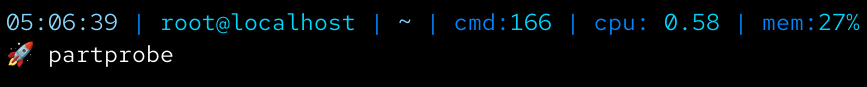 05:06:39 | root@localhost | ~ | cmd:166 | cpu: 0.58 | mem:27%
🚀 partprobe